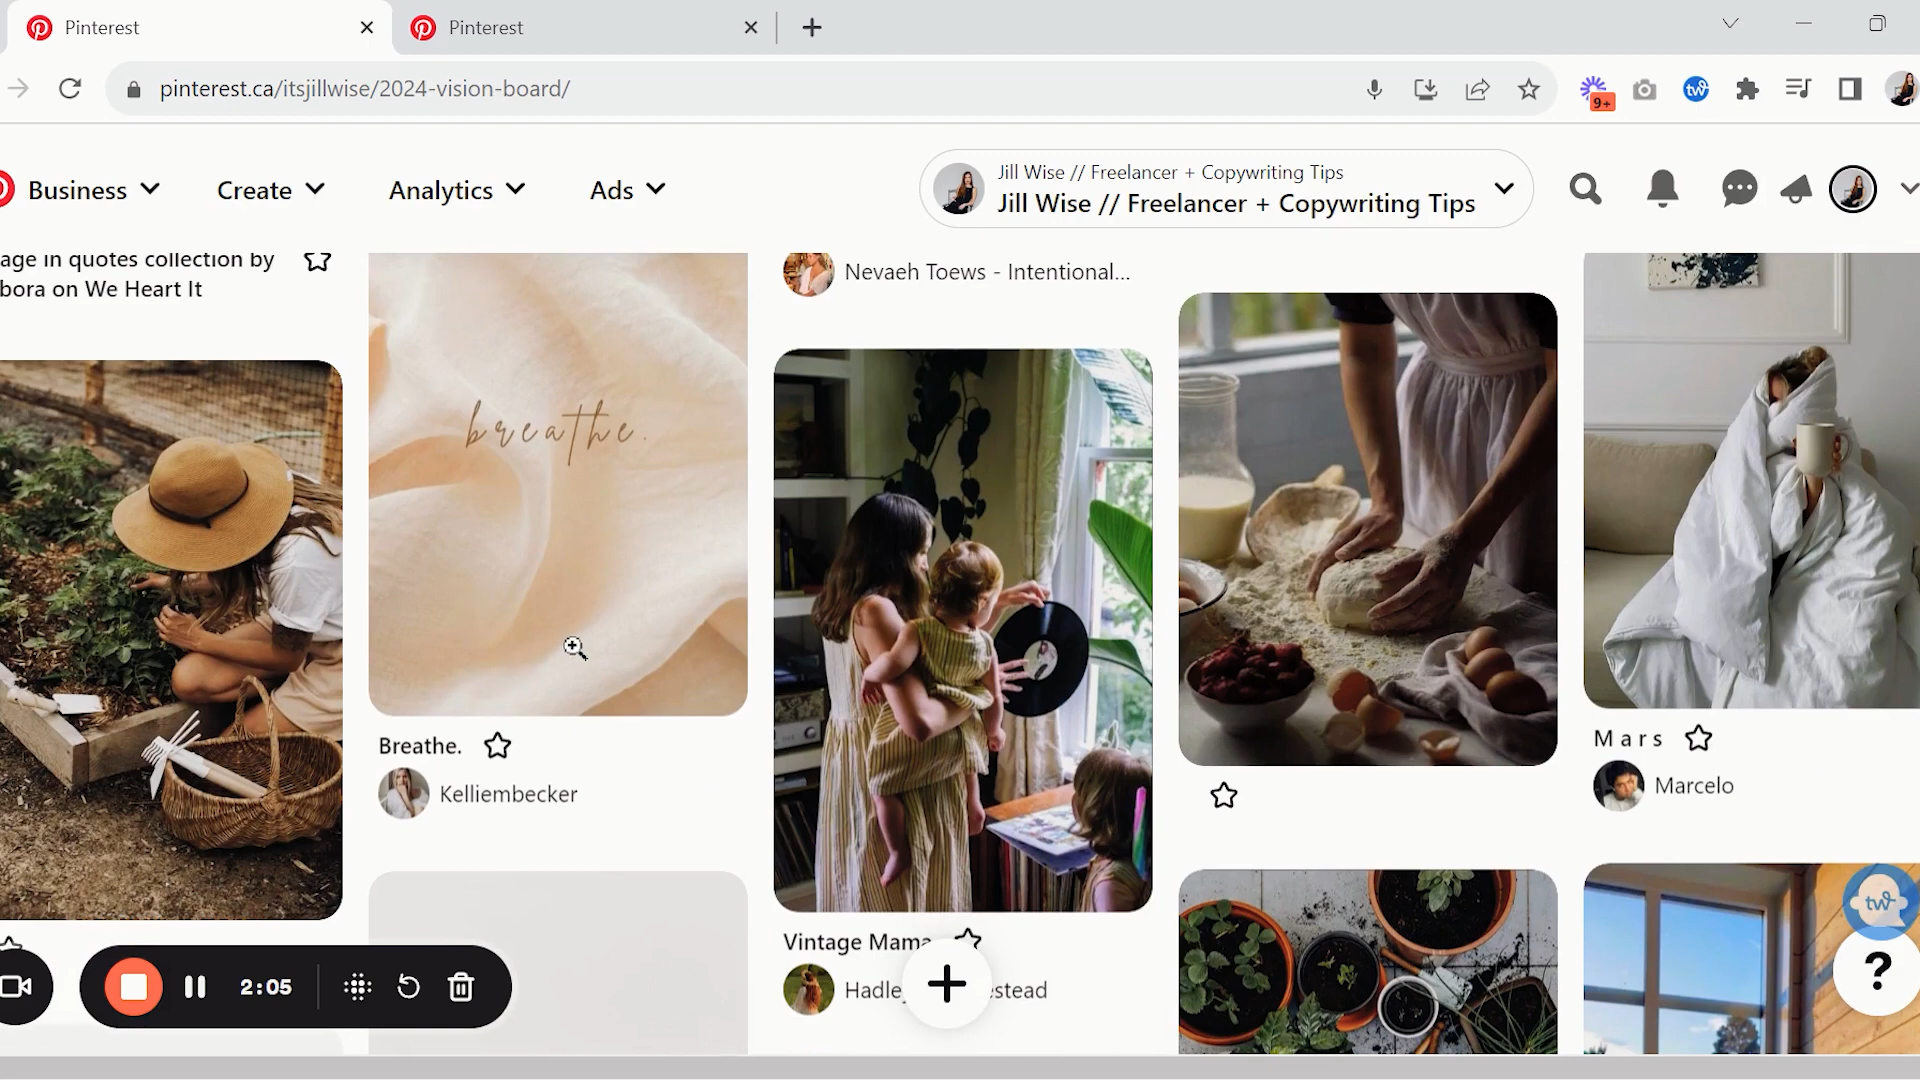 Pinterest
Pinterest
pinterest.ca/itsjillwise/2024-vision-board/
9+
tw
Business
Create
Analytics
Ads
Jill Wise // Freelancer + Copywriting Tips
Jill Wise // Freelancer + Copywriting Tips
age in quotes collection by
bora on We Heart It
breathe.
Breathe.
Kelliembecker
Nevaeh Toews - Intentional...
Vintage Mama
Hadle
stead
Mars
Marcelo
tw
?
2:05